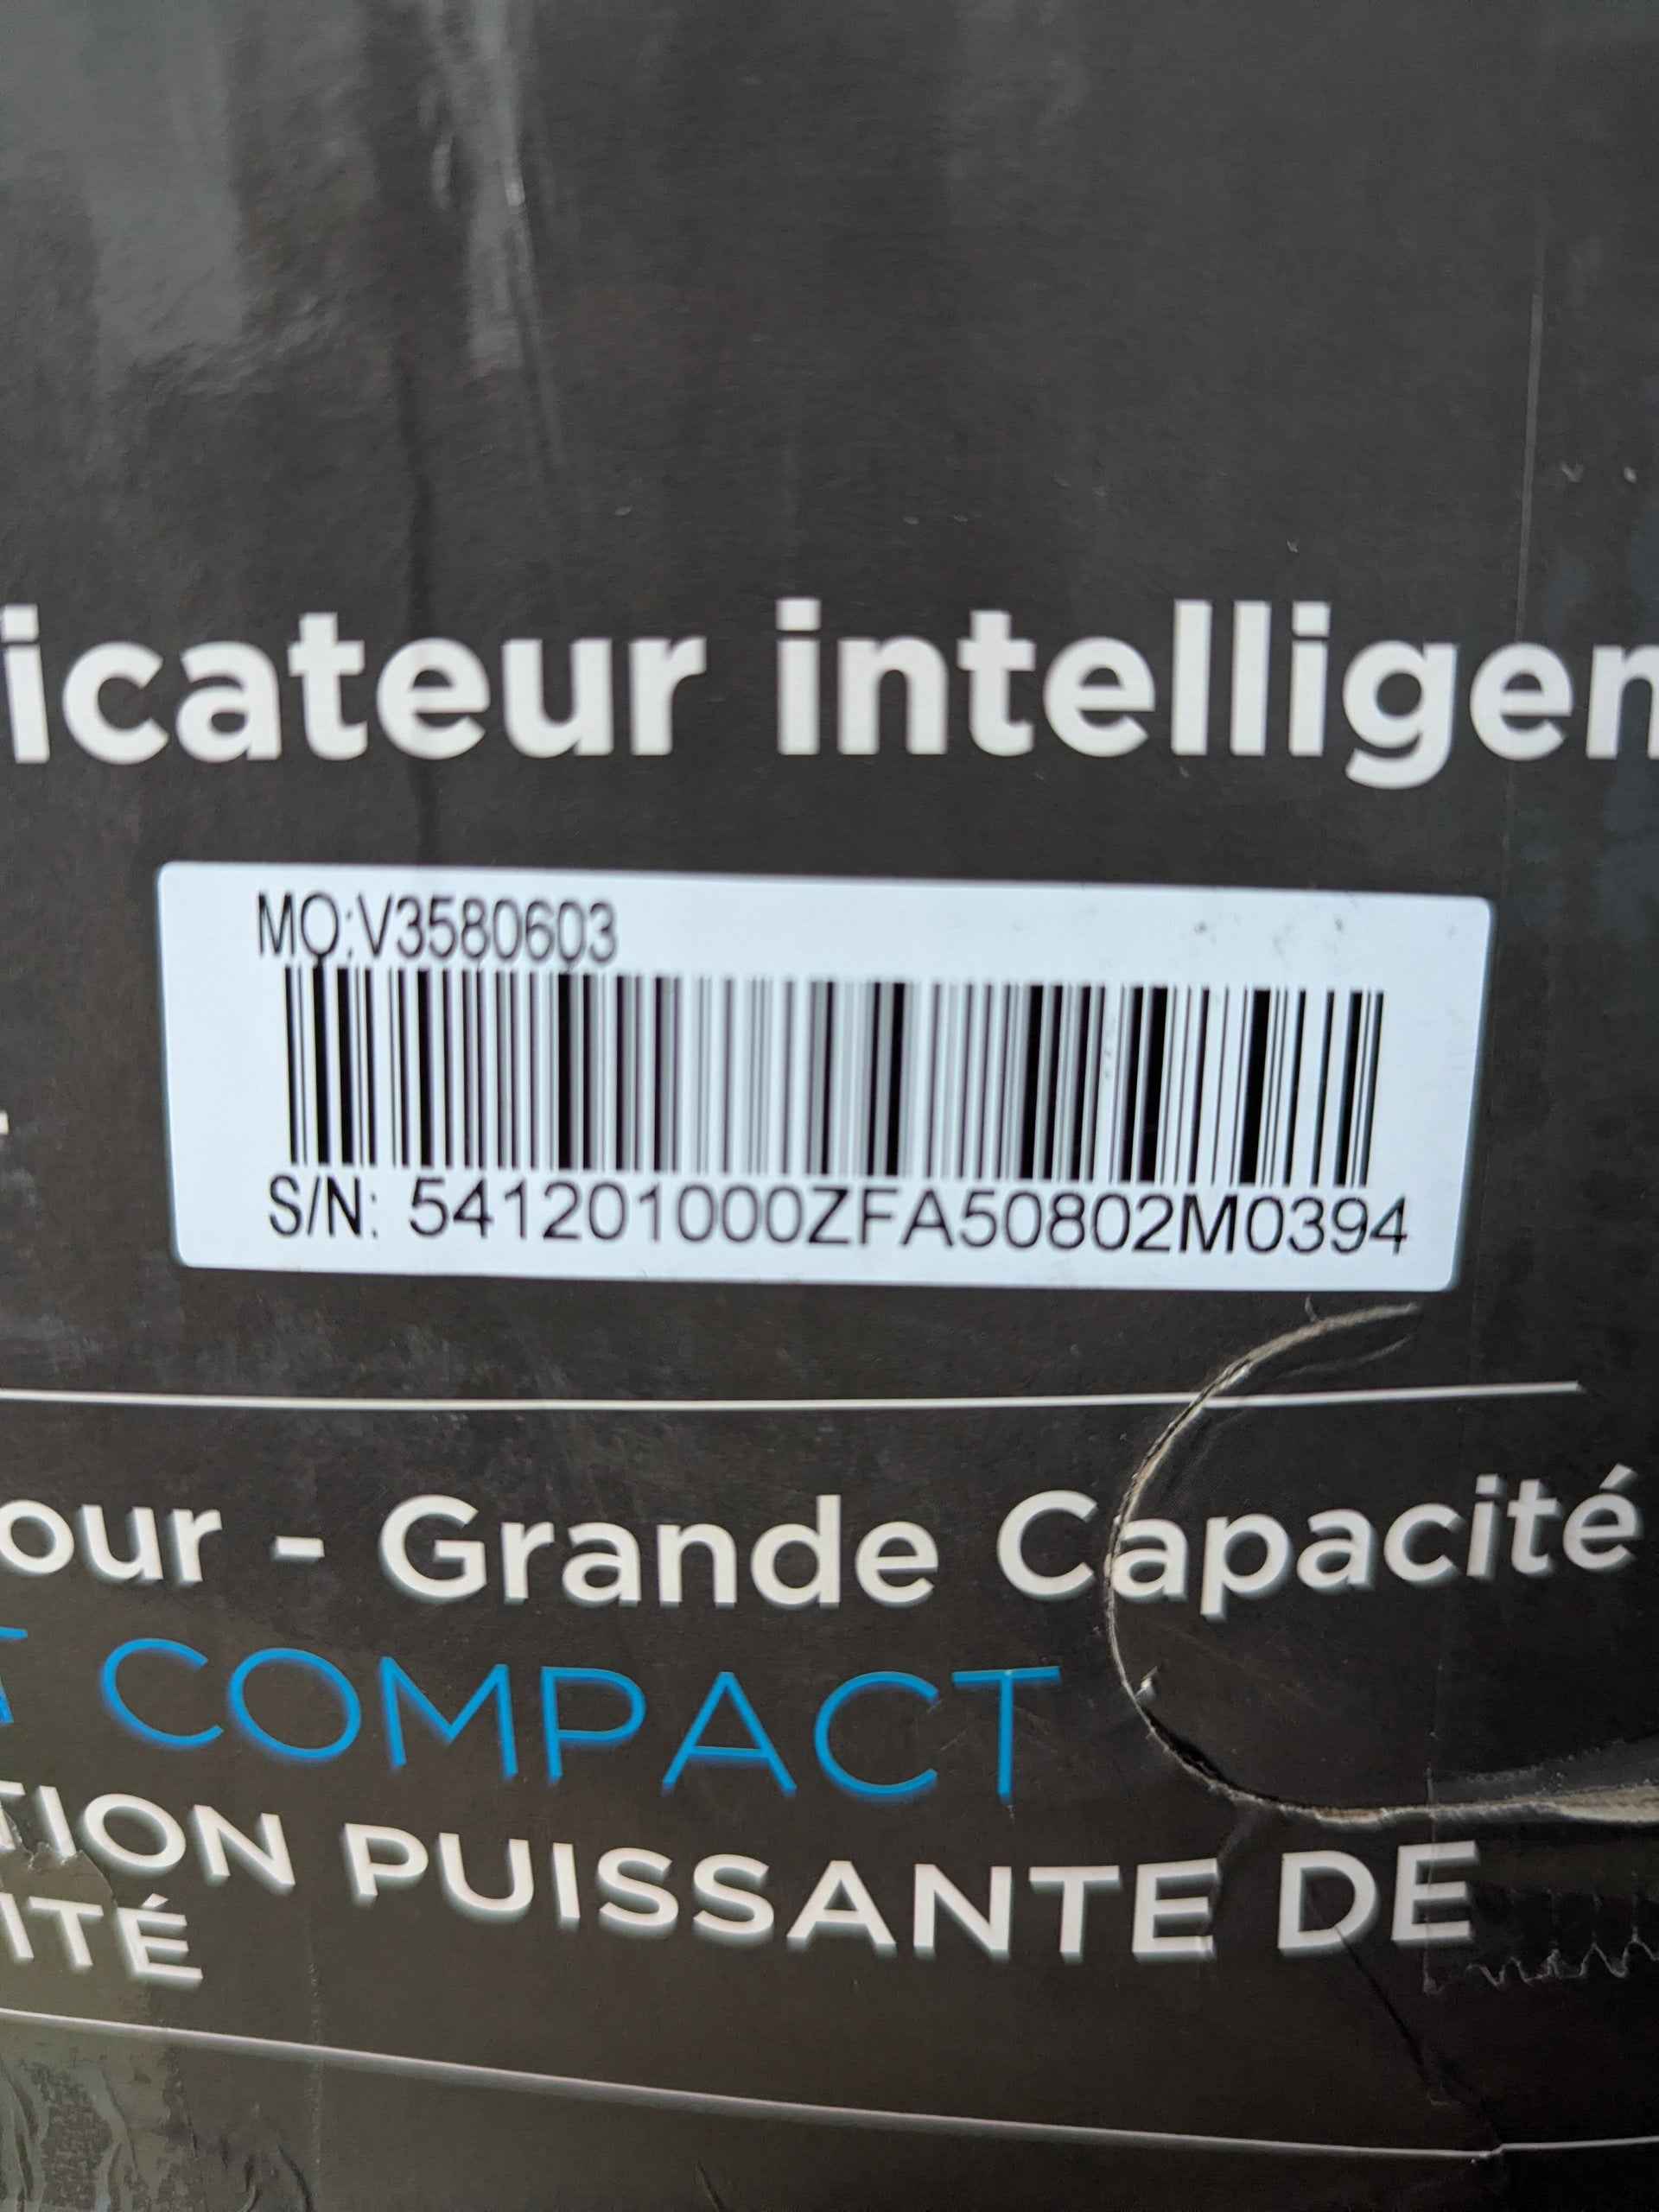 icateur intelligen
MO:V3580603
S/N: 541201000ZFA50802M0394
our - Grande Capacité
T COMPACT
TION PUISSANTE DE
ITÉ